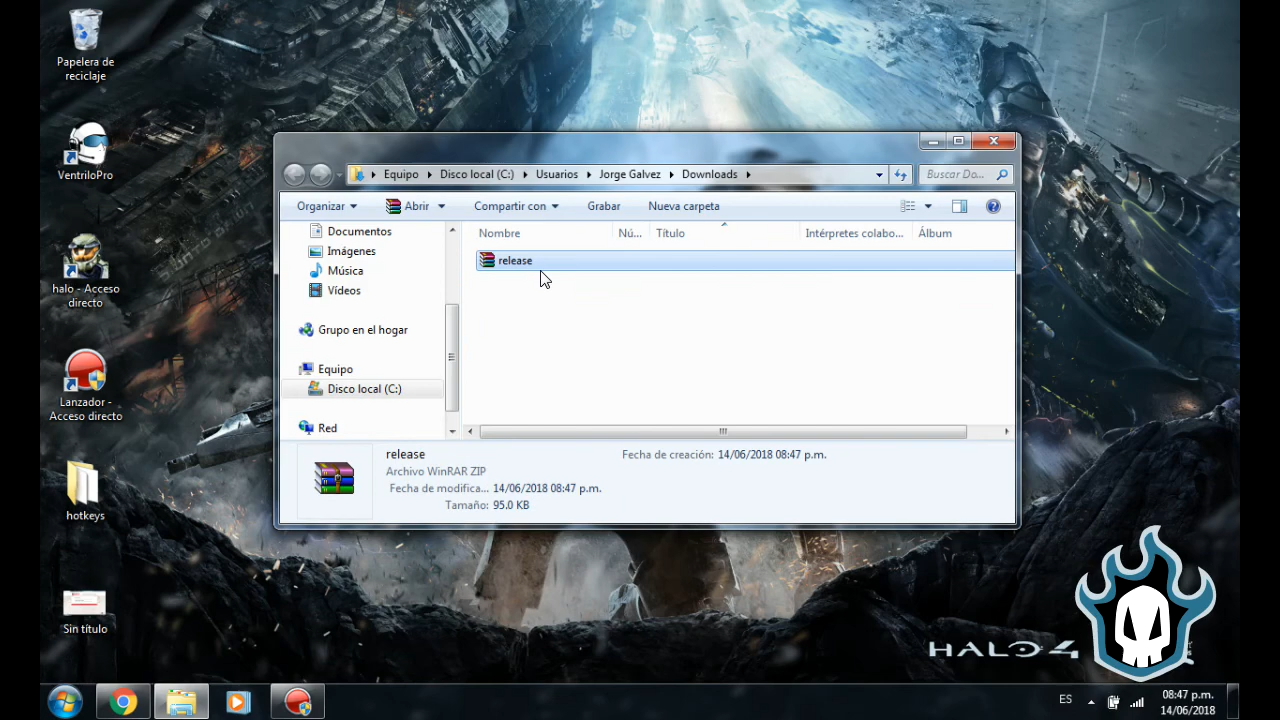 Papelera de
reciclaje
VentriloPro
halo - Acceso
directo
Lanzador -
Acceso directo
hotkeys
Sin título
Equipo
Disco local (C:)
Usuarios
Jorge Galvez
Downloads
Buscar Do...
Organizar
Abrir
Compartir con
Grabar
Nueva carpeta
Documentos
Imágenes
Música
Vídeos
Grupo en el hogar
Equipo
Disco local (C:)
Red
Nombre
Nú...
Título
Intérpretes colabo...
Álbum
release
release
Archivo WinRAR ZIP
Fecha de modifica... 14/06/2018 08:47 p.m.
Tamaño: 95.0 KB
Fecha de creación: 14/06/2018 08:47 p.m.
HALO 4
ES
08:47 p.m.
14/06/2018